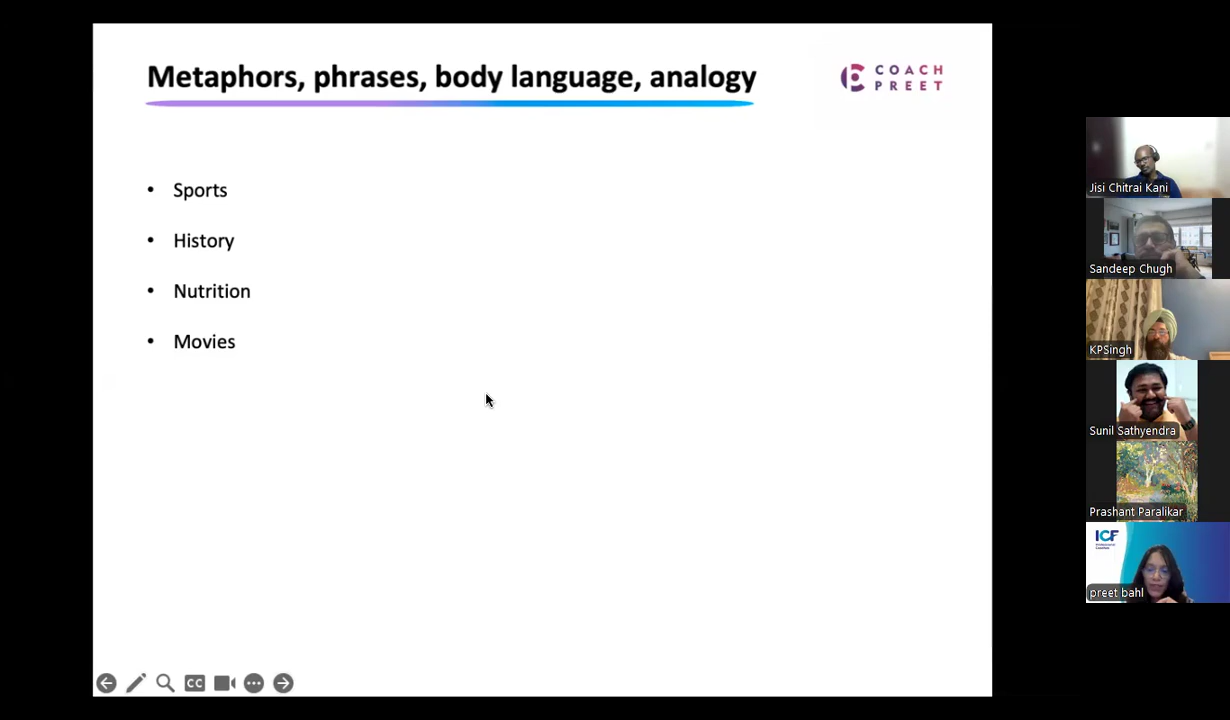 Metaphors, phrases, body language, analogy
COACH
PREET
• Sports
• History
• Nutrition
• Movies
Jisi Chitrai Kani
Sandeep Chugh
KPSingh
Sunil Sathyendra
Prashant Paralikar
ICF
preet bahl
CC